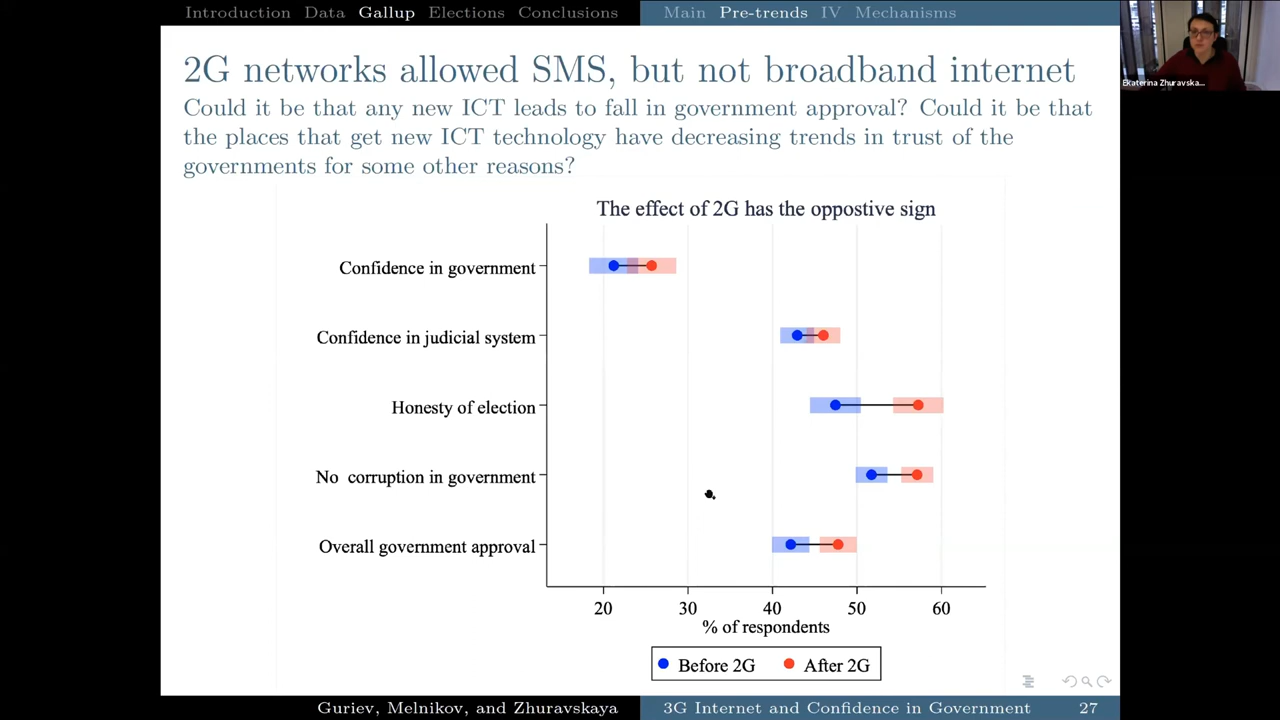 Introduction Data Gallup Elections Conclusions Main Pre-trends IV Mechanisms
Ekaterina Zhuravska...
2G networks allowed SMS, but not broadband internet
Could it be that any new ICT leads to fall in government approval? Could it be that
the places that get new ICT technology have decreasing trends in trust of the
governments for some other reasons?
The effect of 2G has the oppostive sign
Confidence in government
Confidence in judicial system
Honesty of election
No corruption in government
Overall government approval
20 30 40 50 60
% of respondents
Before 2G After 2G
Guriev, Melnikov, and Zhuravskaya 3G Internet and Confidence in Government 27